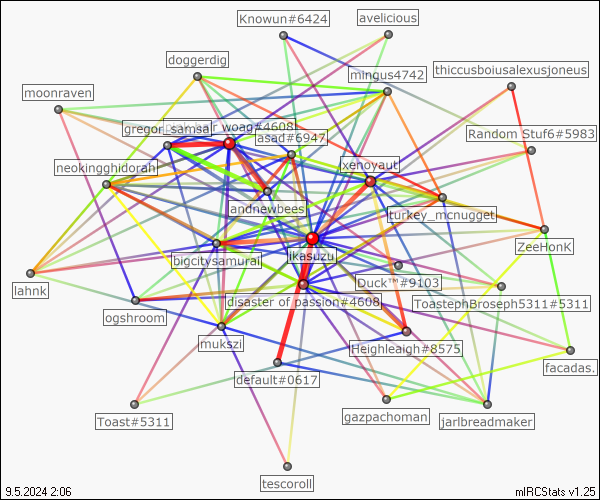 Knowun#6424
avelicious
doggerdig
mingus4742
thiccusboiusalexusjoneus
moonraven
gregor_samsa
woag#4608
asad#6947
Random Stuf6#5983
neokingghidorah
xenoyaut
andnewbees
turkey_mcnugget
ZeeHonK
ikasuzu
bigcitysamurai
lahnk
Duck™#9103
disaster of passion#4608
ToastephBroseph5311#5311
ogshroom
mukszi
Heighleaigh#8575
default#0617
facadas.
Toast#5311
gazpachoman
jarlbreadmaker
tescoroll
9.5.2024 2:06
mIRCStats v1.25